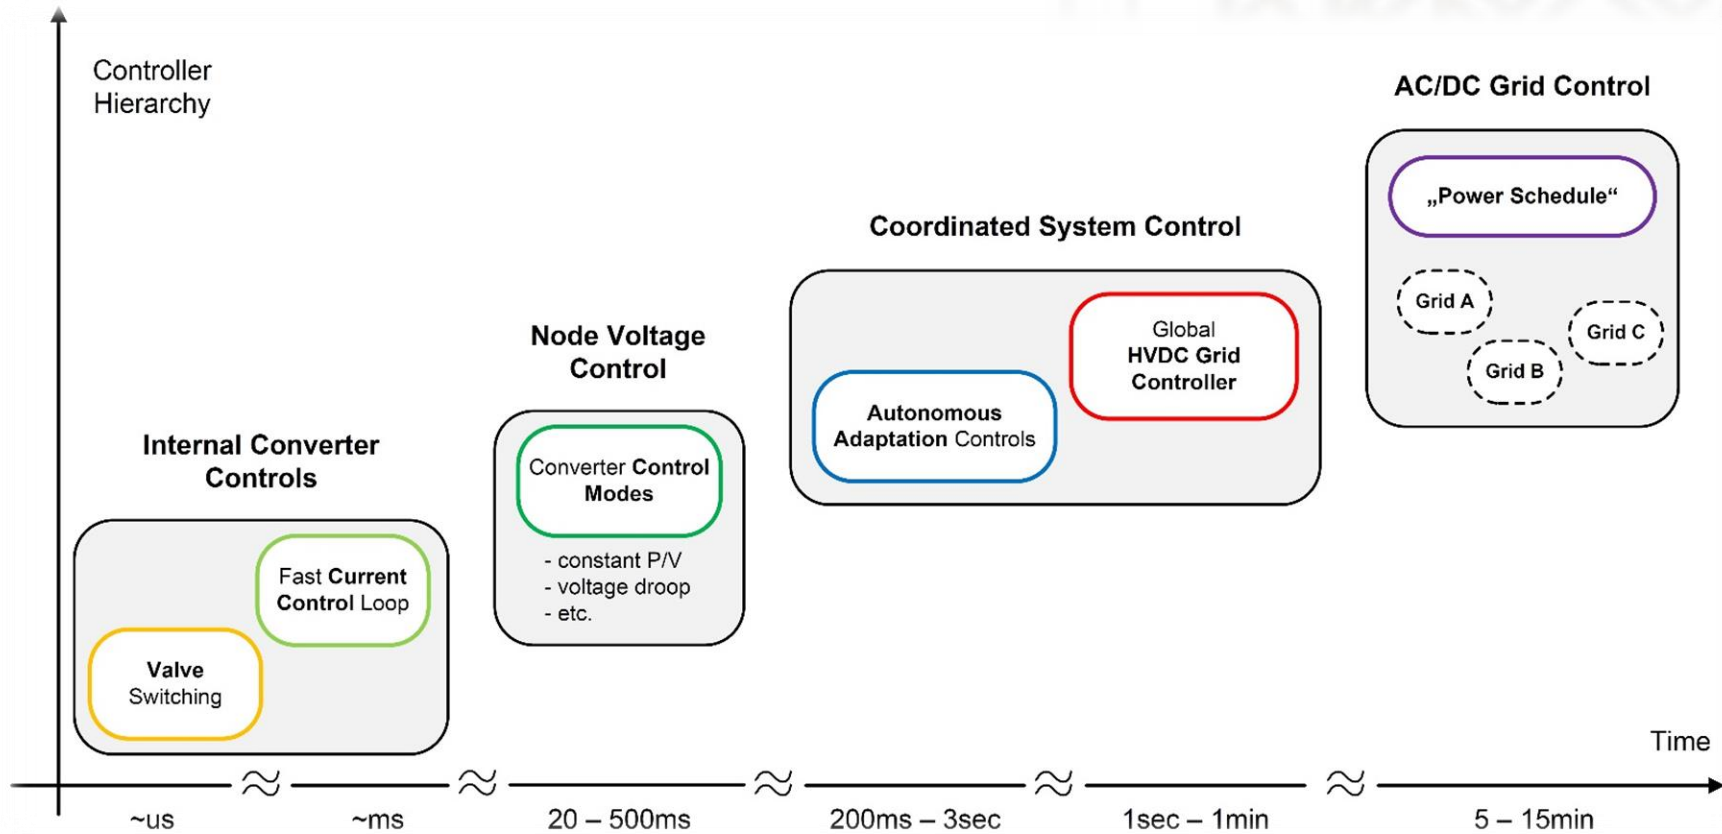 Controller
Hierarchy
AC/DC Grid Control
„Power Schedule“
Grid A
Grid C
Grid B
Coordinated System Control
Global
HVDC Grid
Controller
Autonomous
Adaptation Controls
Node Voltage
Control
Converter Control
Modes
- constant P/V
- voltage droop
- etc.
Internal Converter
Controls
Fast Current
Control Loop
Valve
Switching
Time
~us
~ms
20 – 500ms
200ms – 3sec
1sec – 1min
5 – 15min